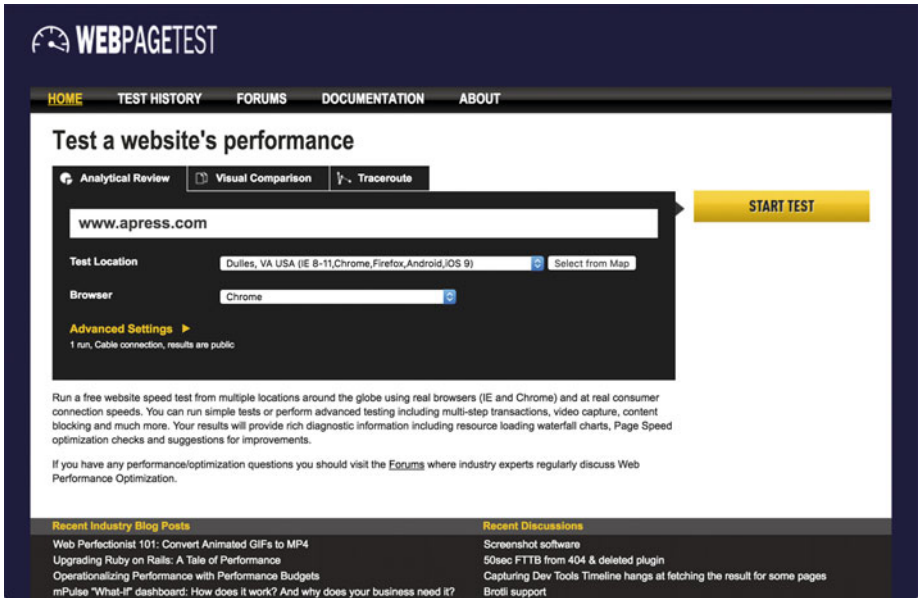 WEBPAGETEST
HOME TEST HISTORY FORUMS DOCUMENTATION ABOUT
Test a website's performance
Analytical Review Visual Comparison Traceroute
www.apress.com
START TEST
Test Location Dulles, VA USA (IE 8-11,Chrome,Firefox,Android,iOS 9) Select from Map
Browser Chrome
Advanced Settings
1 run, Cable connection, results are public
Run a free website speed test from multiple locations around the globe using real browsers (IE and Chrome) and at real consumer
connection speeds. You can run simple tests or perform advanced testing including multi-step transactions, video capture, content
blocking and much more. Your results will provide rich diagnostic information including resource loading waterfall charts, Page Speed
optimization checks and suggestions for improvements.
If you have any performance/optimization questions you should visit the Forums where industry experts regularly discuss Web
Performance Optimization.
Recent Industry Blog Posts
Web Perfectionist 101: Convert Animated GIFs to MP4
Upgrading Ruby on Rails: A Tale of Performance
Operationalizing Performance with Performance Budgets
mPulse "What-If" dashboard: How does it work? And why does your business need it?
Recent Discussions
Screenshot software
50sec FTTB from 404 & deleted plugin
Capturing Dev Tools Timeline hangs at fetching the result for some pages
Brotli support